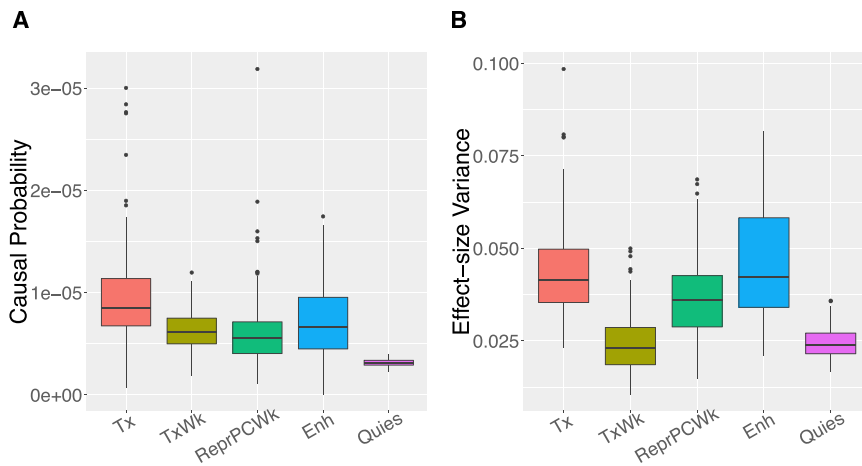 A
Causal Probability
3e−05
2e−05
1e−05
0e+00
Tx
TxWk
ReprPCWk
Enh
Quies
B
Effect−size Variance
0.100
0.075
0.050
0.025
Tx
TxWk
ReprPCWk
Enh
Quies